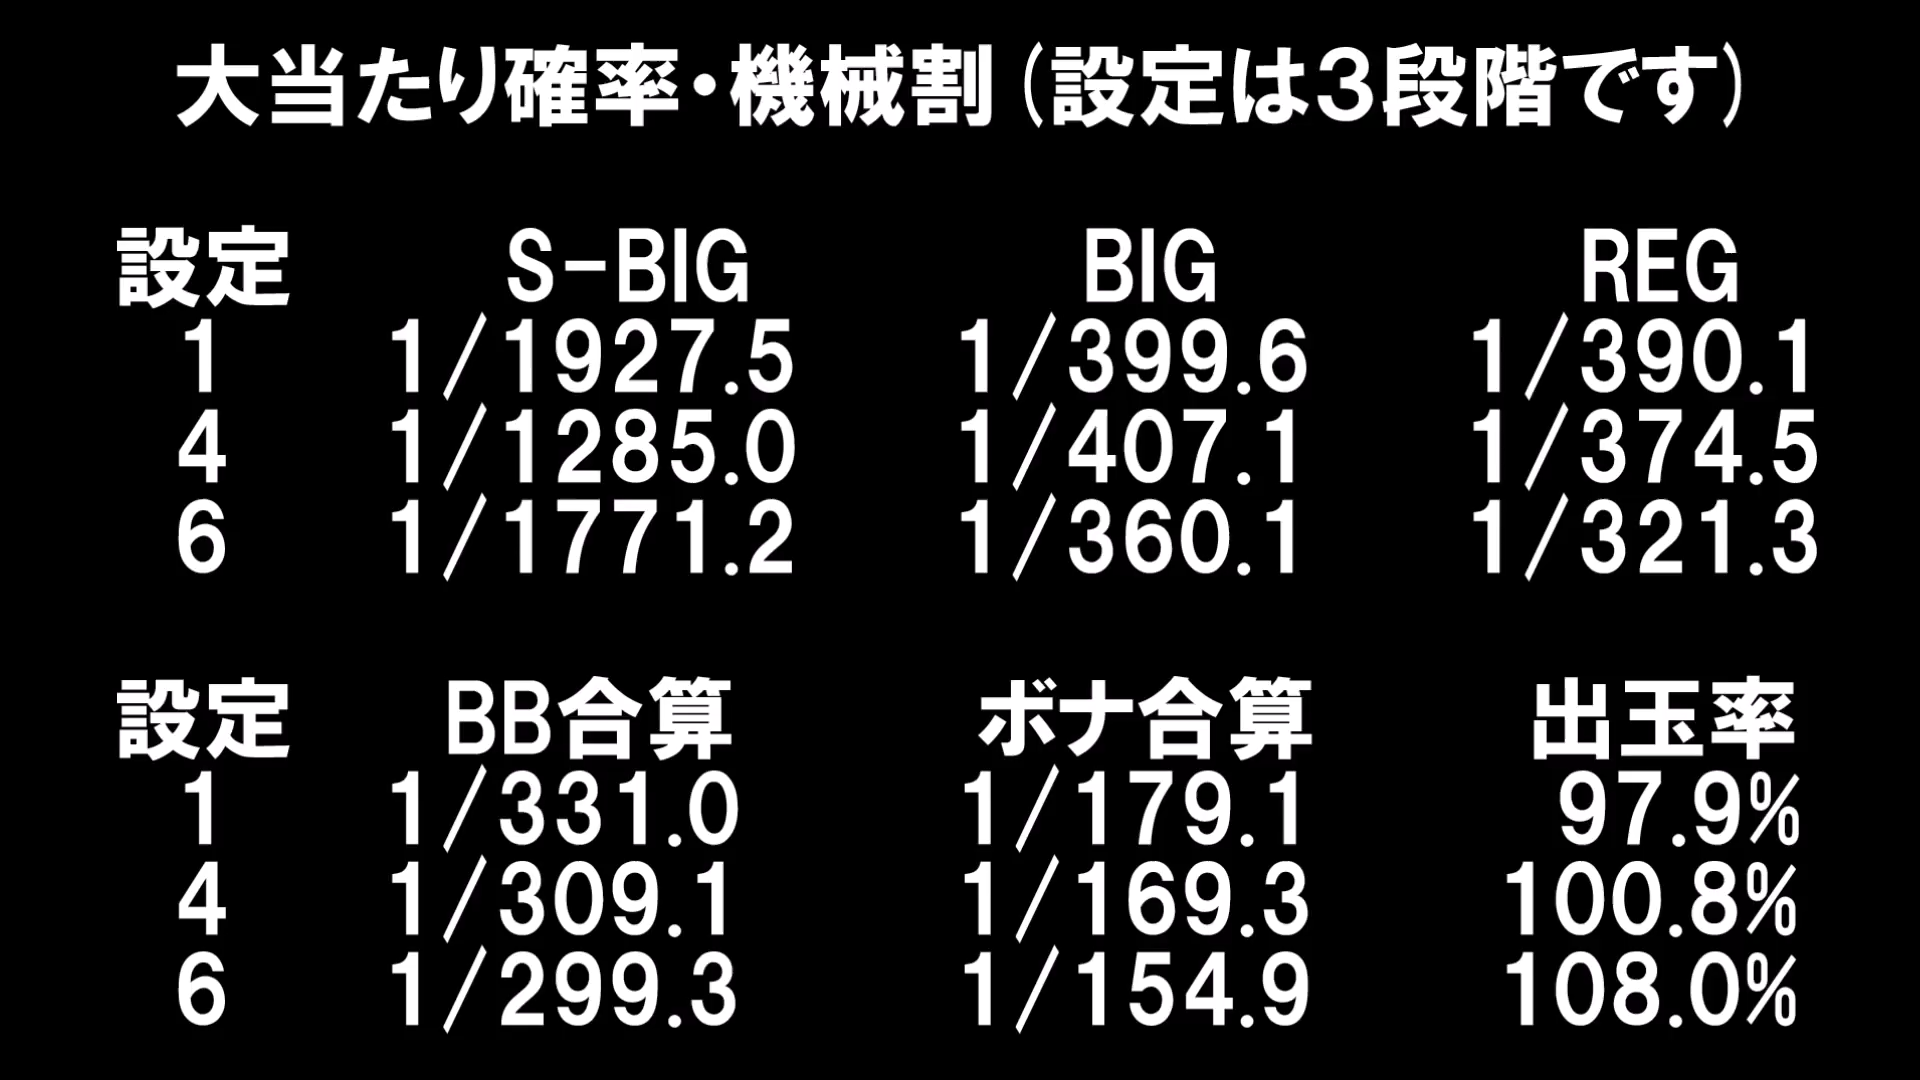 大当たり確率・機械割(設定は３段階です)
設定 S-BIG BIG REG
1 1/1927.5 1/399.6 1/390.1
4 1/1285.0 1/407.1 1/374.5
6 1/1771.2 1/360.1 1/321.3
設定 BB合算 ボナ合算 出玉率
1 1/331.0 1/179.1 97.9%
4 1/309.1 1/169.3 100.8%
6 1/299.3 1/154.9 108.0%